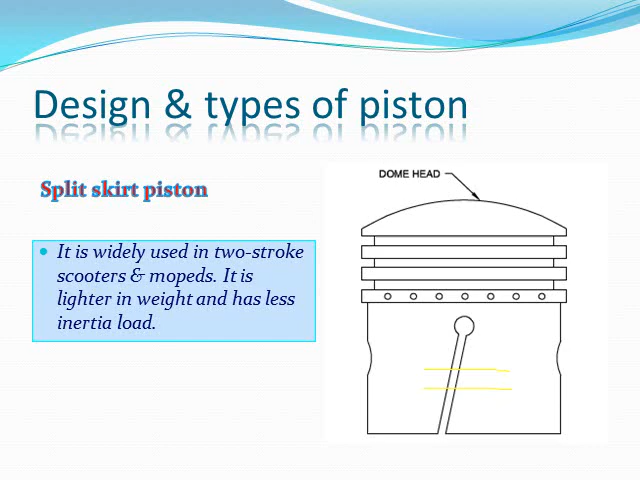 Design & types of piston
Split skirt piston
DOME HEAD
It is widely used in two-stroke
scooters & mopeds. It is
lighter in weight and has less
inertia load.